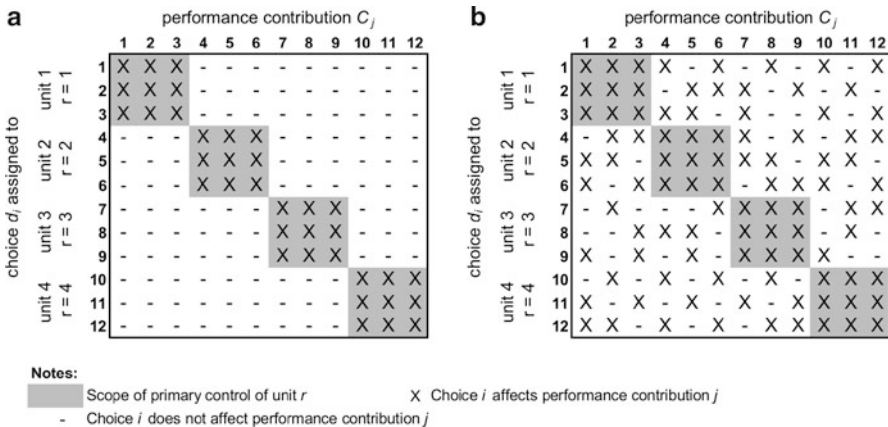 a performance contribution Cj
1 2 3 4 5 6 7 8 9 10 11 12
choice di assigned to
unit 1
r = 1
unit 2
r = 2
unit 3
r = 3
unit 4
r = 4
1 X X X - - - - - - - - -
2 X X X - - - - - - - - -
3 X X X - - - - - - - - -
4 - - - X X X - - - - - -
5 - - - X X X - - - - - -
6 - - - X X X - - - - - -
7 - - - - - - X X X - - -
8 - - - - - - X X X - - -
9 - - - - - - X X X - - -
10 - - - - - - - - - X X X
11 - - - - - - - - - X X X
12 - - - - - - - - - X X X
b performance contribution Cj
1 2 3 4 5 6 7 8 9 10 11 12
choice di assigned to
unit 1
r = 1
unit 2
r = 2
unit 3
r = 3
unit 4
r = 4
1 X X X X - X - X - X - X
2 X X X - X X X - X - X -
3 X X X X X - X - - X - X
4 - X X X X X X - X - X X
5 X X - X X X X X - X X -
6 X - X X X X - X X X - X
7 - X - - - X X X X - X X
8 - - X X X - X X X - X -
9 X - - X - X X X X X - -
10 - X - X - X - X - X X X
11 X - X - X - X - X X X X
12 X X - X - X - X X X X X
Notes:
Scope of primary control of unit r
X Choice i affects performance contribution j
- Choice i does not affect performance contribution j